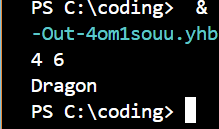 PS C:\coding> &
-Out-4om1souu.yhb
4 6
Dragon
PS C:\coding>